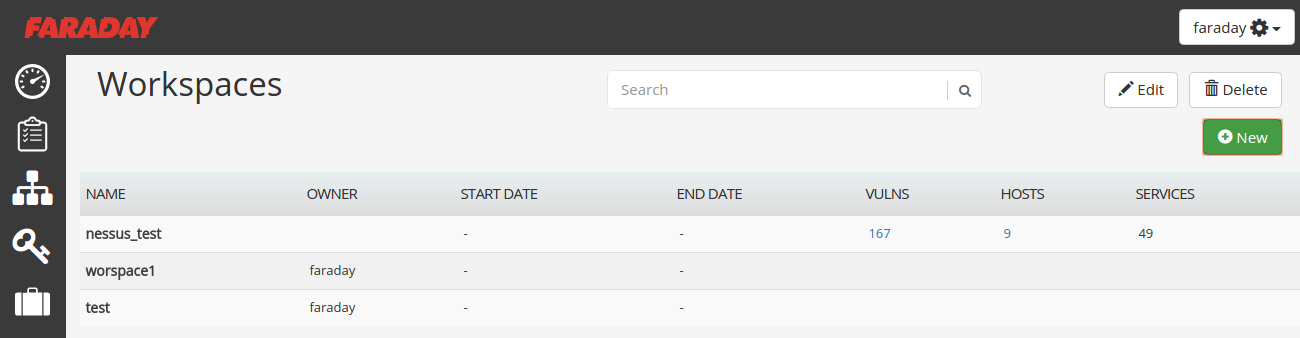 FARADAY
faraday
Workspaces
Search
Edit
Delete
New
NAME OWNER START DATE END DATE VULNS HOSTS SERVICES
nessus_test - - 167 9 49
worspace1 faraday - -
test faraday - -